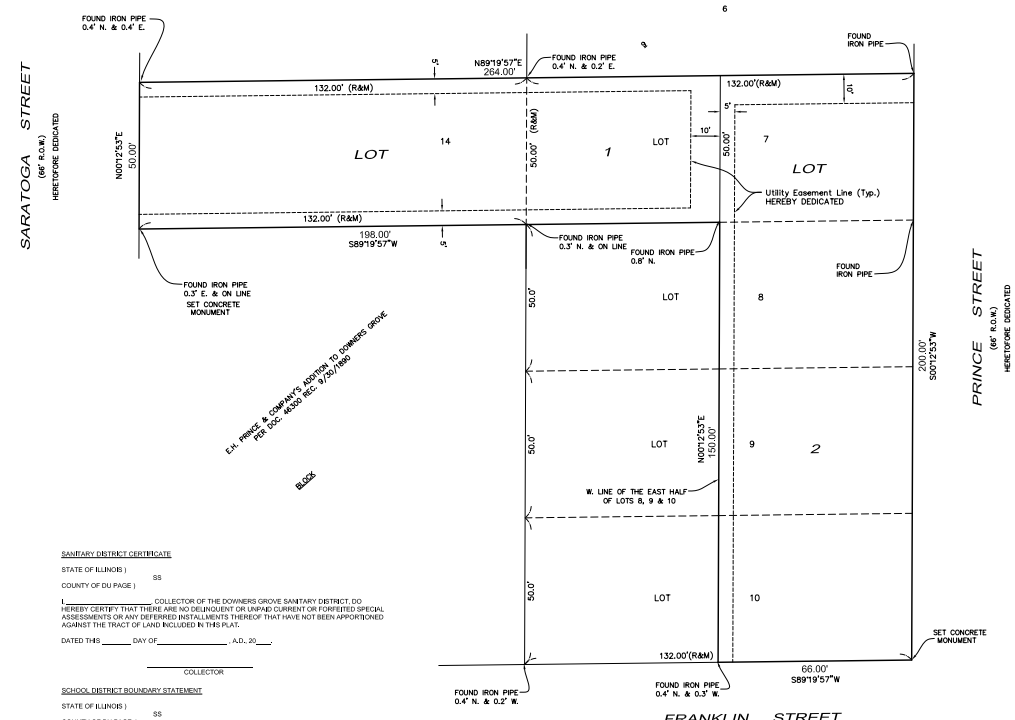 6
9
FOUND IRON PIPE
0.4' N. & 0.4' E.
FOUND
IRON PIPE
N89°19'57"E
264.00'
FOUND IRON PIPE
0.4' N. & 0.2' E.
5'
132.00' (R&M)
132.00'(R&M)
10'
SARATOGA STREET
(66' R.O.W.)
HERETOFORE DEDICATED
N00°12'53"E
50.00'
LOT
14
50.00' (R&M)
1
LOT
10'
5'
50.00'
7
LOT
Utility Easement Line (Typ.)
HEREBY DEDICATED
132.00' (R&M)
198.00'
S89°19'57"W
5'
FOUND IRON PIPE
0.3' N. & ON LINE
FOUND IRON PIPE
0.8' N.
FOUND
IRON PIPE
FOUND IRON PIPE
0.3' E. & ON LINE
SET CONCRETE
MONUMENT
50.0'
LOT
8
PRINCE STREET
(66' R.O.W.)
HERETOFORE DEDICATED
200.00'
S00°12'53"W
E.H. PRINCE & COMPANY'S ADDITION TO DOWNERS GROVE
PER DOC. 46300 REC. 9/30/1890
BLOCK
50.0'
LOT
N00°12'53"E
150.00'
9
2
W. LINE OF THE EAST HALF
OF LOTS 8, 9 & 10
50.0'
LOT
10
SET CONCRETE
MONUMENT
132.00'(R&M)
66.00'
S89°19'57"W
FOUND IRON PIPE
0.4' N. & 0.2' W.
FOUND IRON PIPE
0.4' N. & 0.3' W.
FRANKLIN STREET
SANITARY DISTRICT CERTIFICATE
STATE OF ILLINOIS )
SS
COUNTY OF DU PAGE )
I, ____________, COLLECTOR OF THE DOWNERS GROVE SANITARY DISTRICT, DO
HEREBY CERTIFY THAT THERE ARE NO DELINQUENT OR UNPAID CURRENT OR FORFEITED SPECIAL
ASSESSMENTS OR ANY DEFERRED INSTALLMENTS THEREOF THAT HAVE NOT BEEN APPORTIONED
AGAINST THE TRACT OF LAND INCLUDED IN THIS PLAT.
DATED THIS ______ DAY OF ____________, A.D., 20___.
COLLECTOR
SCHOOL DISTRICT BOUNDARY STATEMENT
STATE OF ILLINOIS )
SS